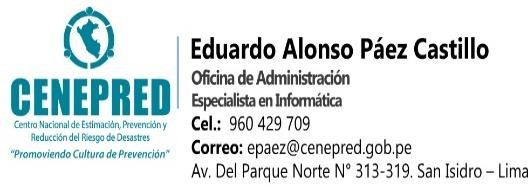 CENEPRED
Centro Nacional de Estimación, Prevención y
Reducción del Riesgo de Desastres
"Promoviendo Cultura de Prevención"
Eduardo Alonso Páez Castillo
Oficina de Administración
Especialista en Informática
Cel.: 960 429 709
Correo: epaez@cenepred.gob.pe
Av. Del Parque Norte N° 313-319. San Isidro – Lima